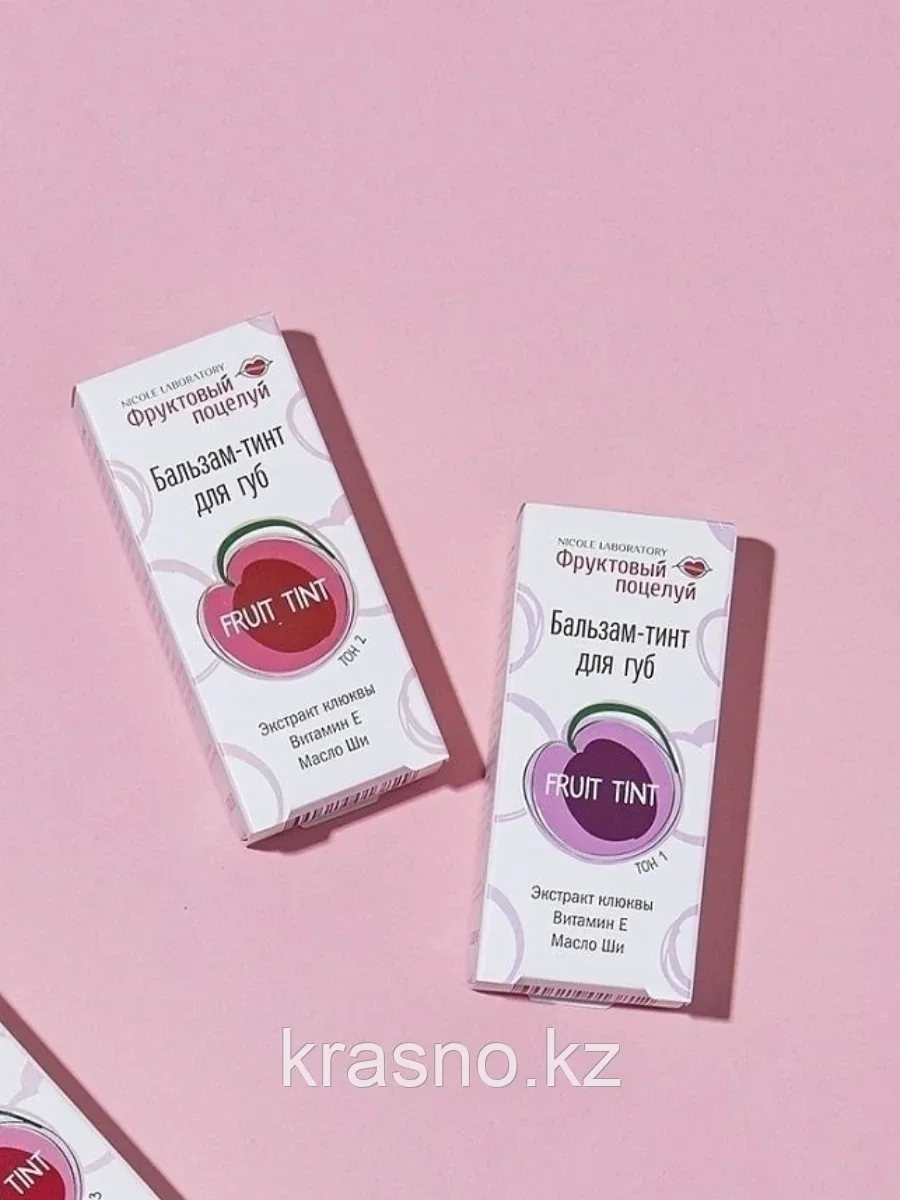 NICOLE LABORATORY
Фруктовый
поцелуй
Бальзам-тинт
для губ
FRUIT TINT
ТОН 2
Экстракт клюквы
Витамин Е
Масло Ши
NICOLE LABORATORY
Фруктовый
поцелуй
Бальзам-тинт
для губ
FRUIT TINT
ТОН 1
Экстракт клюквы
Витамин Е
Масло Ши
krasno.kz
TINT
3